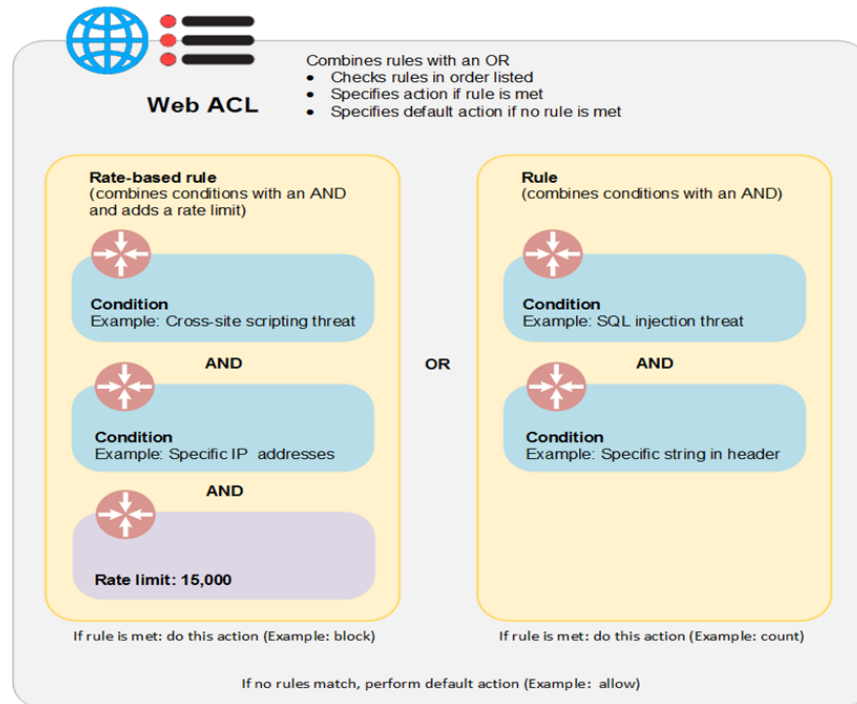 Combines rules with an OR
• Checks rules in order listed
• Specifies action if rule is met
• Specifies default action if no rule is met
Web ACL
Rate-based rule
(combines conditions with an AND
and adds a rate limit)
Condition
Example: Cross-site scripting threat
AND
Condition
Example: Specific IP addresses
AND
Rate limit: 15,000
If rule is met: do this action (Example: block)
OR
Rule
(combines conditions with an AND)
Condition
Example: SQL injection threat
AND
Condition
Example: Specific string in header
If rule is met: do this action (Example: count)
If no rules match, perform default action (Example: allow)